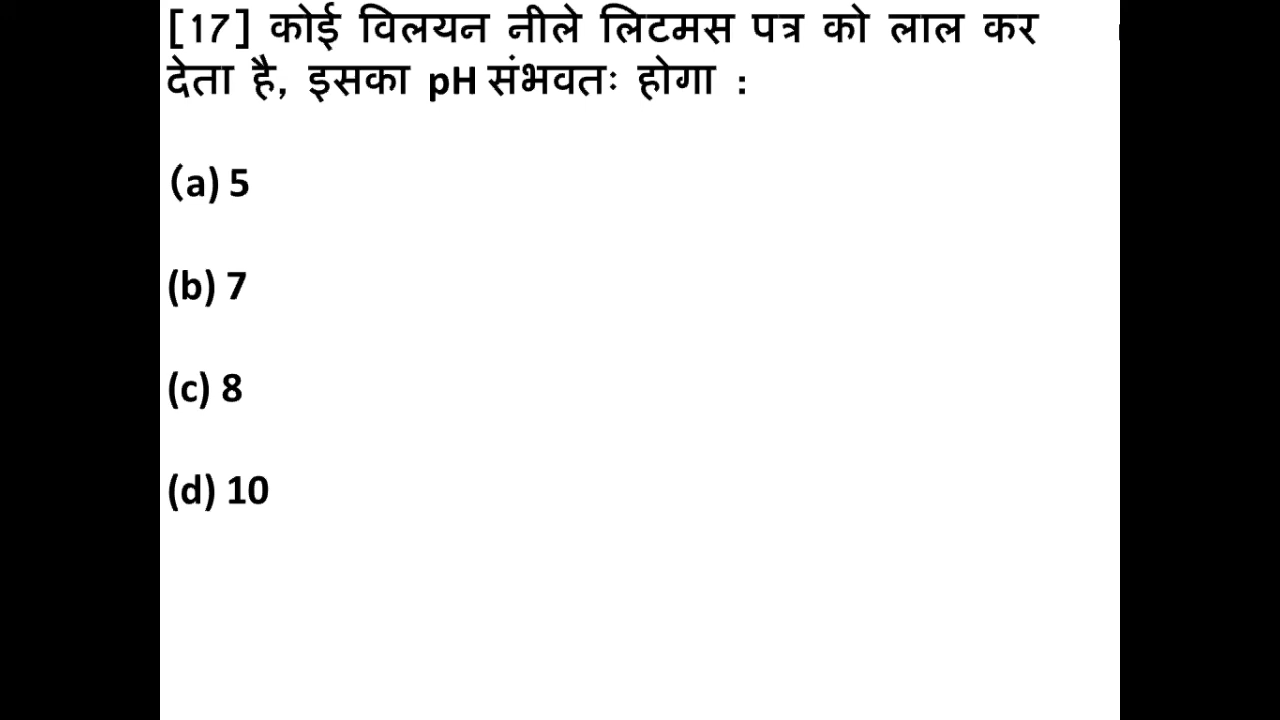 [17] कोई विलयन नीले लिटमस पत्र को लाल कर
देता है, इसका pH संभवतः होगा :
(a) 5
(b) 7
(c) 8
(d) 10